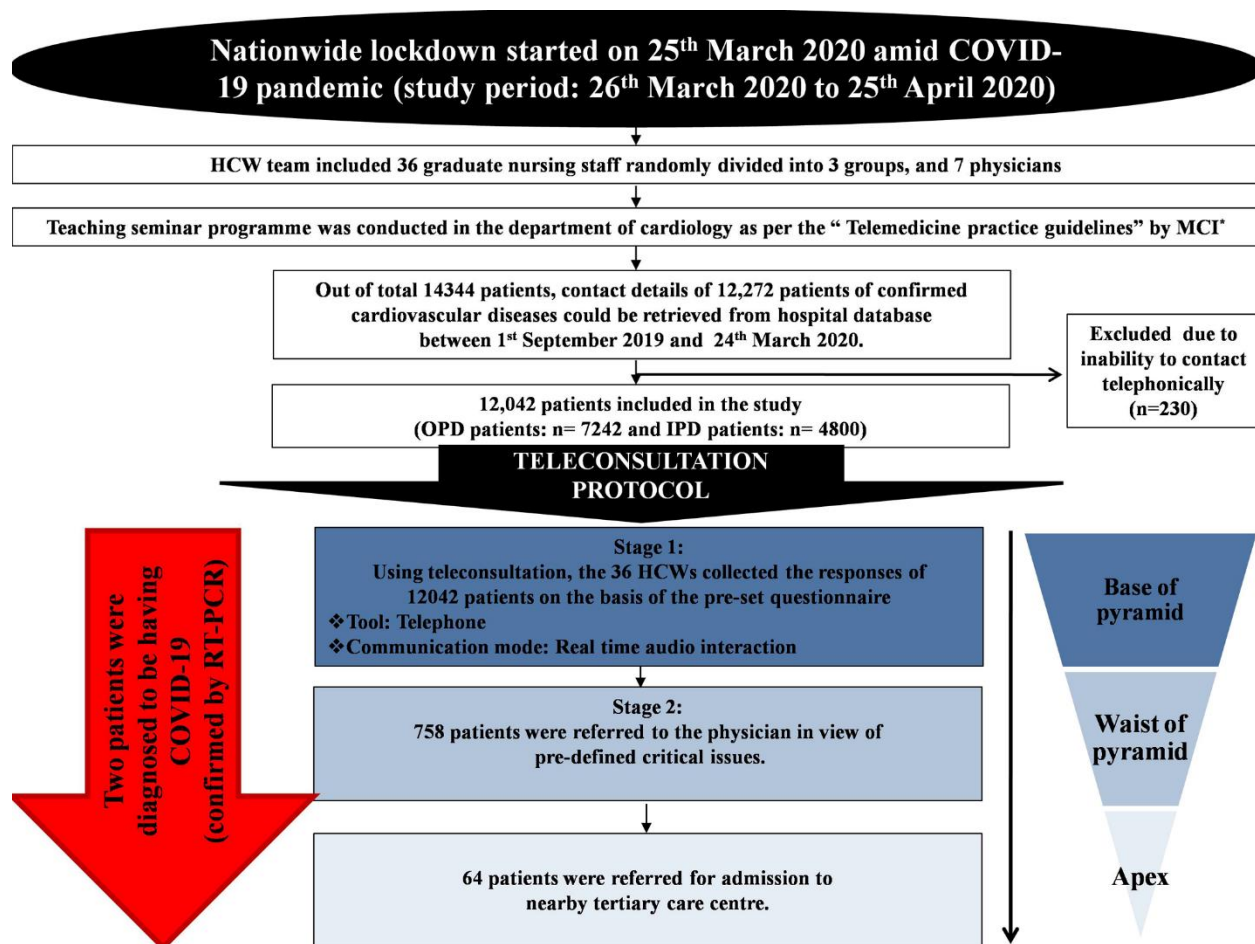 Nationwide lockdown started on 25th March 2020 amid COVID-
19 pandemic (study period: 26th March 2020 to 25th April 2020)
HCW team included 36 graduate nursing staff randomly divided into 3 groups, and 7 physicians
Teaching seminar programme was conducted in the department of cardiology as per the “ Telemedicine practice guidelines” by MCI*
Out of total 14344 patients, contact details of 12,272 patients of confirmed
cardiovascular diseases could be retrieved from hospital database
between 1st September 2019 and 24th March 2020.
Excluded due to
inability to contact
telephonically
(n=230)
12,042 patients included in the study
(OPD patients: n= 7242 and IPD patients: n= 4800)
TELECONSULTATION
PROTOCOL
Two patients were
diagnosed to be having
COVID-19
(confirmed by RT-PCR)
Stage 1:
Using teleconsultation, the 36 HCWs collected the responses of
12042 patients on the basis of the pre-set questionnaire
❖Tool: Telephone
❖Communication mode: Real time audio interaction
Base of
pyramid
Stage 2:
758 patients were referred to the physician in view of
pre-defined critical issues.
Waist of
pyramid
64 patients were referred for admission to
nearby tertiary care centre.
Apex